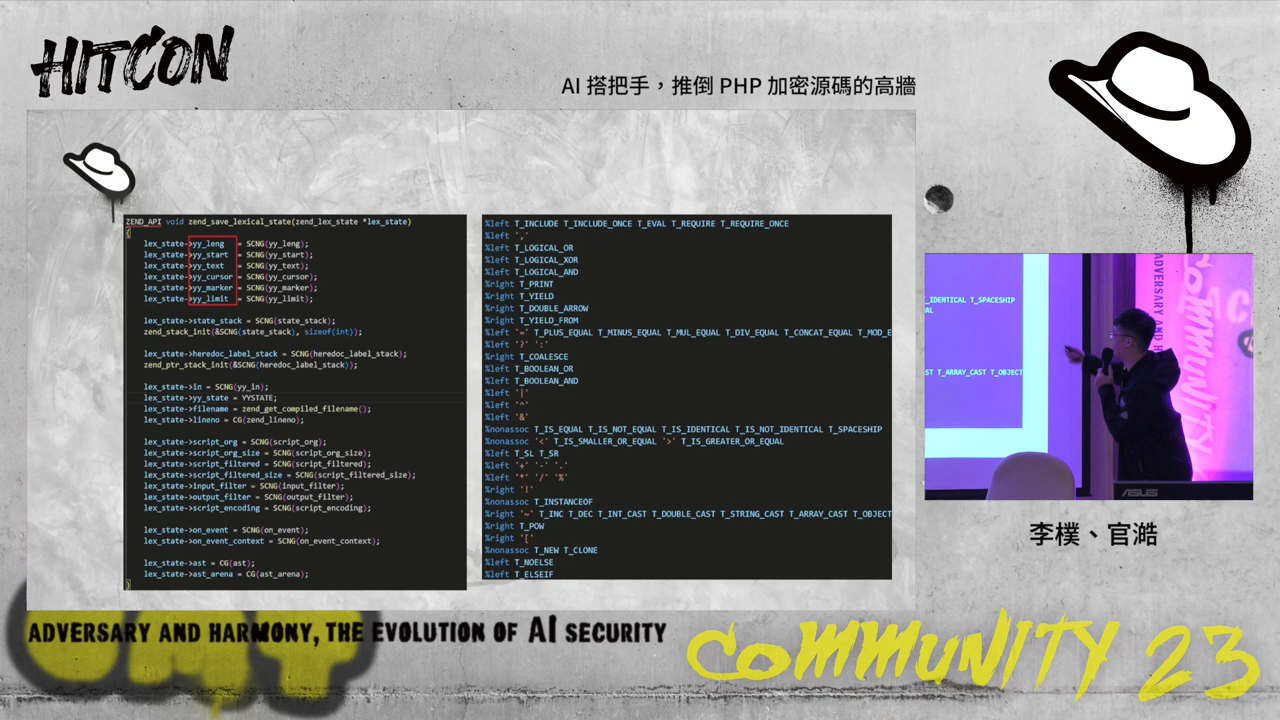 HITCON
AI 搭把手，推倒 PHP 加密源碼的高牆
ZEND_API void zend_save_lexical_state(zend_lex_state *lex_state)
{
lex_state->yy_leng = SCNG(yy_leng);
lex_state->yy_start = SCNG(yy_start);
lex_state->yy_text = SCNG(yy_text);
lex_state->yy_cursor = SCNG(yy_cursor);
lex_state->yy_marker = SCNG(yy_marker);
lex_state->yy_limit = SCNG(yy_limit);
lex_state->state_stack = SCNG(state_stack);
zend_stack_init(&SCNG(state_stack), sizeof(int));
lex_state->heredoc_label_stack = SCNG(heredoc_label_stack);
zend_ptr_stack_init(&SCNG(heredoc_label_stack));
lex_state->in = SCNG(yy_in);
lex_state->yy_state = YYSTATE;
lex_state->filename = zend_get_compiled_filename();
lex_state->lineno = CG(zend_lineno);
lex_state->script_org = SCNG(script_org);
lex_state->script_org_size = SCNG(script_org_size);
lex_state->script_filtered = SCNG(script_filtered);
lex_state->script_filtered_size = SCNG(script_filtered_size);
lex_state->input_filter = SCNG(input_filter);
lex_state->output_filter = SCNG(output_filter);
lex_state->script_encoding = SCNG(script_encoding);
lex_state->on_event = SCNG(on_event);
lex_state->on_event_context = SCNG(on_event_context);
lex_state->ast = CG(ast);
lex_state->ast_arena = CG(ast_arena);
}
%left T_INCLUDE T_INCLUDE_ONCE T_EVAL T_REQUIRE T_REQUIRE_ONCE
%left ','
%left T_LOGICAL_OR
%left T_LOGICAL_XOR
%left T_LOGICAL_AND
%right T_PRINT
%right T_YIELD
%right T_DOUBLE_ARROW
%right T_YIELD_FROM
%left '=' T_PLUS_EQUAL T_MINUS_EQUAL T_MUL_EQUAL T_DIV_EQUAL T_CONCAT_EQUAL T_MOD_E
%left '?' ':'
%right T_COALESCE
%left T_BOOLEAN_OR
%left T_BOOLEAN_AND
%left '|'
%left '^'
%left '&'
%nonassoc T_IS_EQUAL T_IS_NOT_EQUAL T_IS_IDENTICAL T_IS_NOT_IDENTICAL T_SPACESHIP
%nonassoc '<' T_IS_SMALLER_OR_EQUAL '>' T_IS_GREATER_OR_EQUAL
%left T_SL T_SR
%left '+' '-' '.'
%left '*' '/' '%'
%right '!'
%nonassoc T_INSTANCEOF
%right '~' T_INC T_DEC T_INT_CAST T_DOUBLE_CAST T_STRING_CAST T_ARRAY_CAST T_OBJECT
%right T_POW
%right '['
%nonassoc T_NEW T_CLONE
%left T_NOELSE
%left T_ELSEIF
_IDENTICAL T_SPACESHIP
AL
ST T_ARRAY_CAST T_OBJECT
ADVERSARY AND H
COMMUNITY
ASUS
李樸、官澔
ADVERSARY AND HARMONY, THE EVOLUTION OF AI SECURITY
COMMUNITY 23